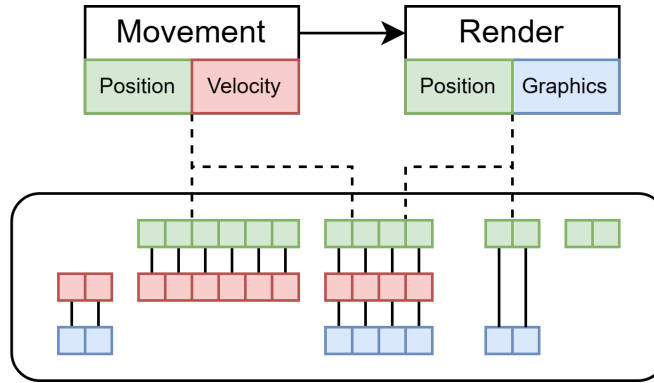 Movement
Render
Position
Velocity
Position
Graphics